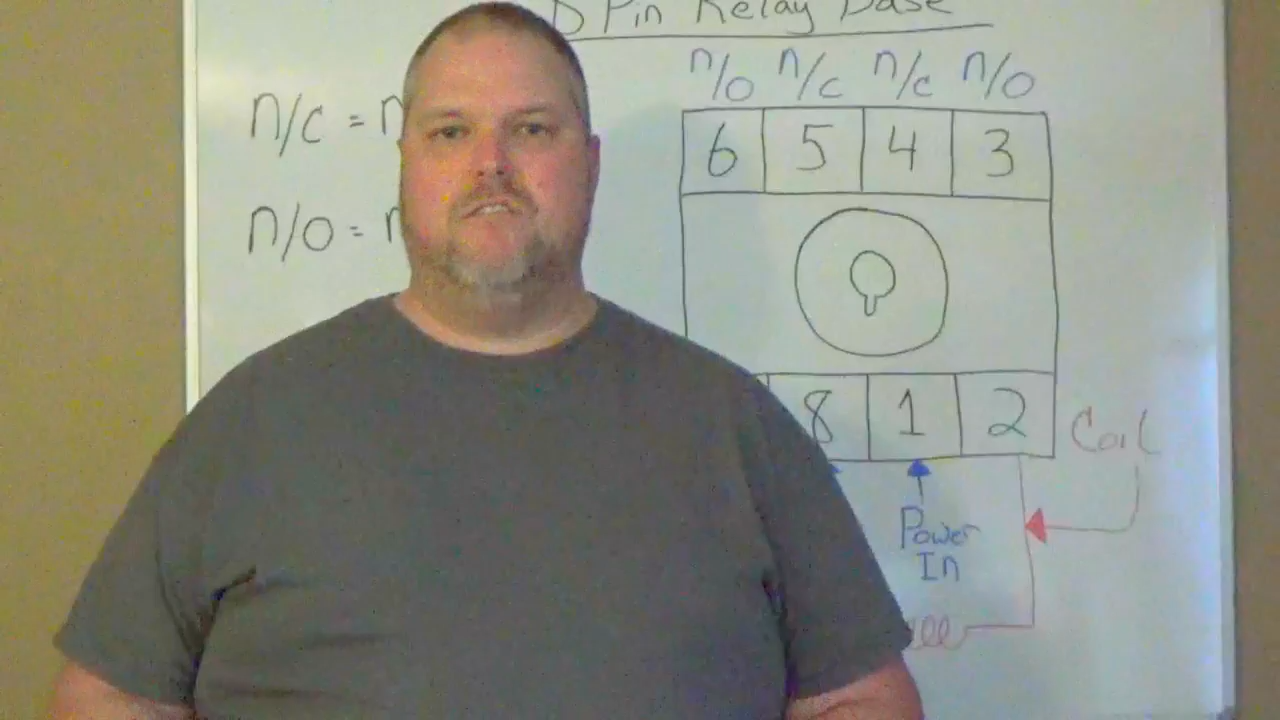 Pin Relay Base
n/o n/c n/c n/o
n/c =
n/o =
6 5 4 3
8 1 2
Coil
Power
In